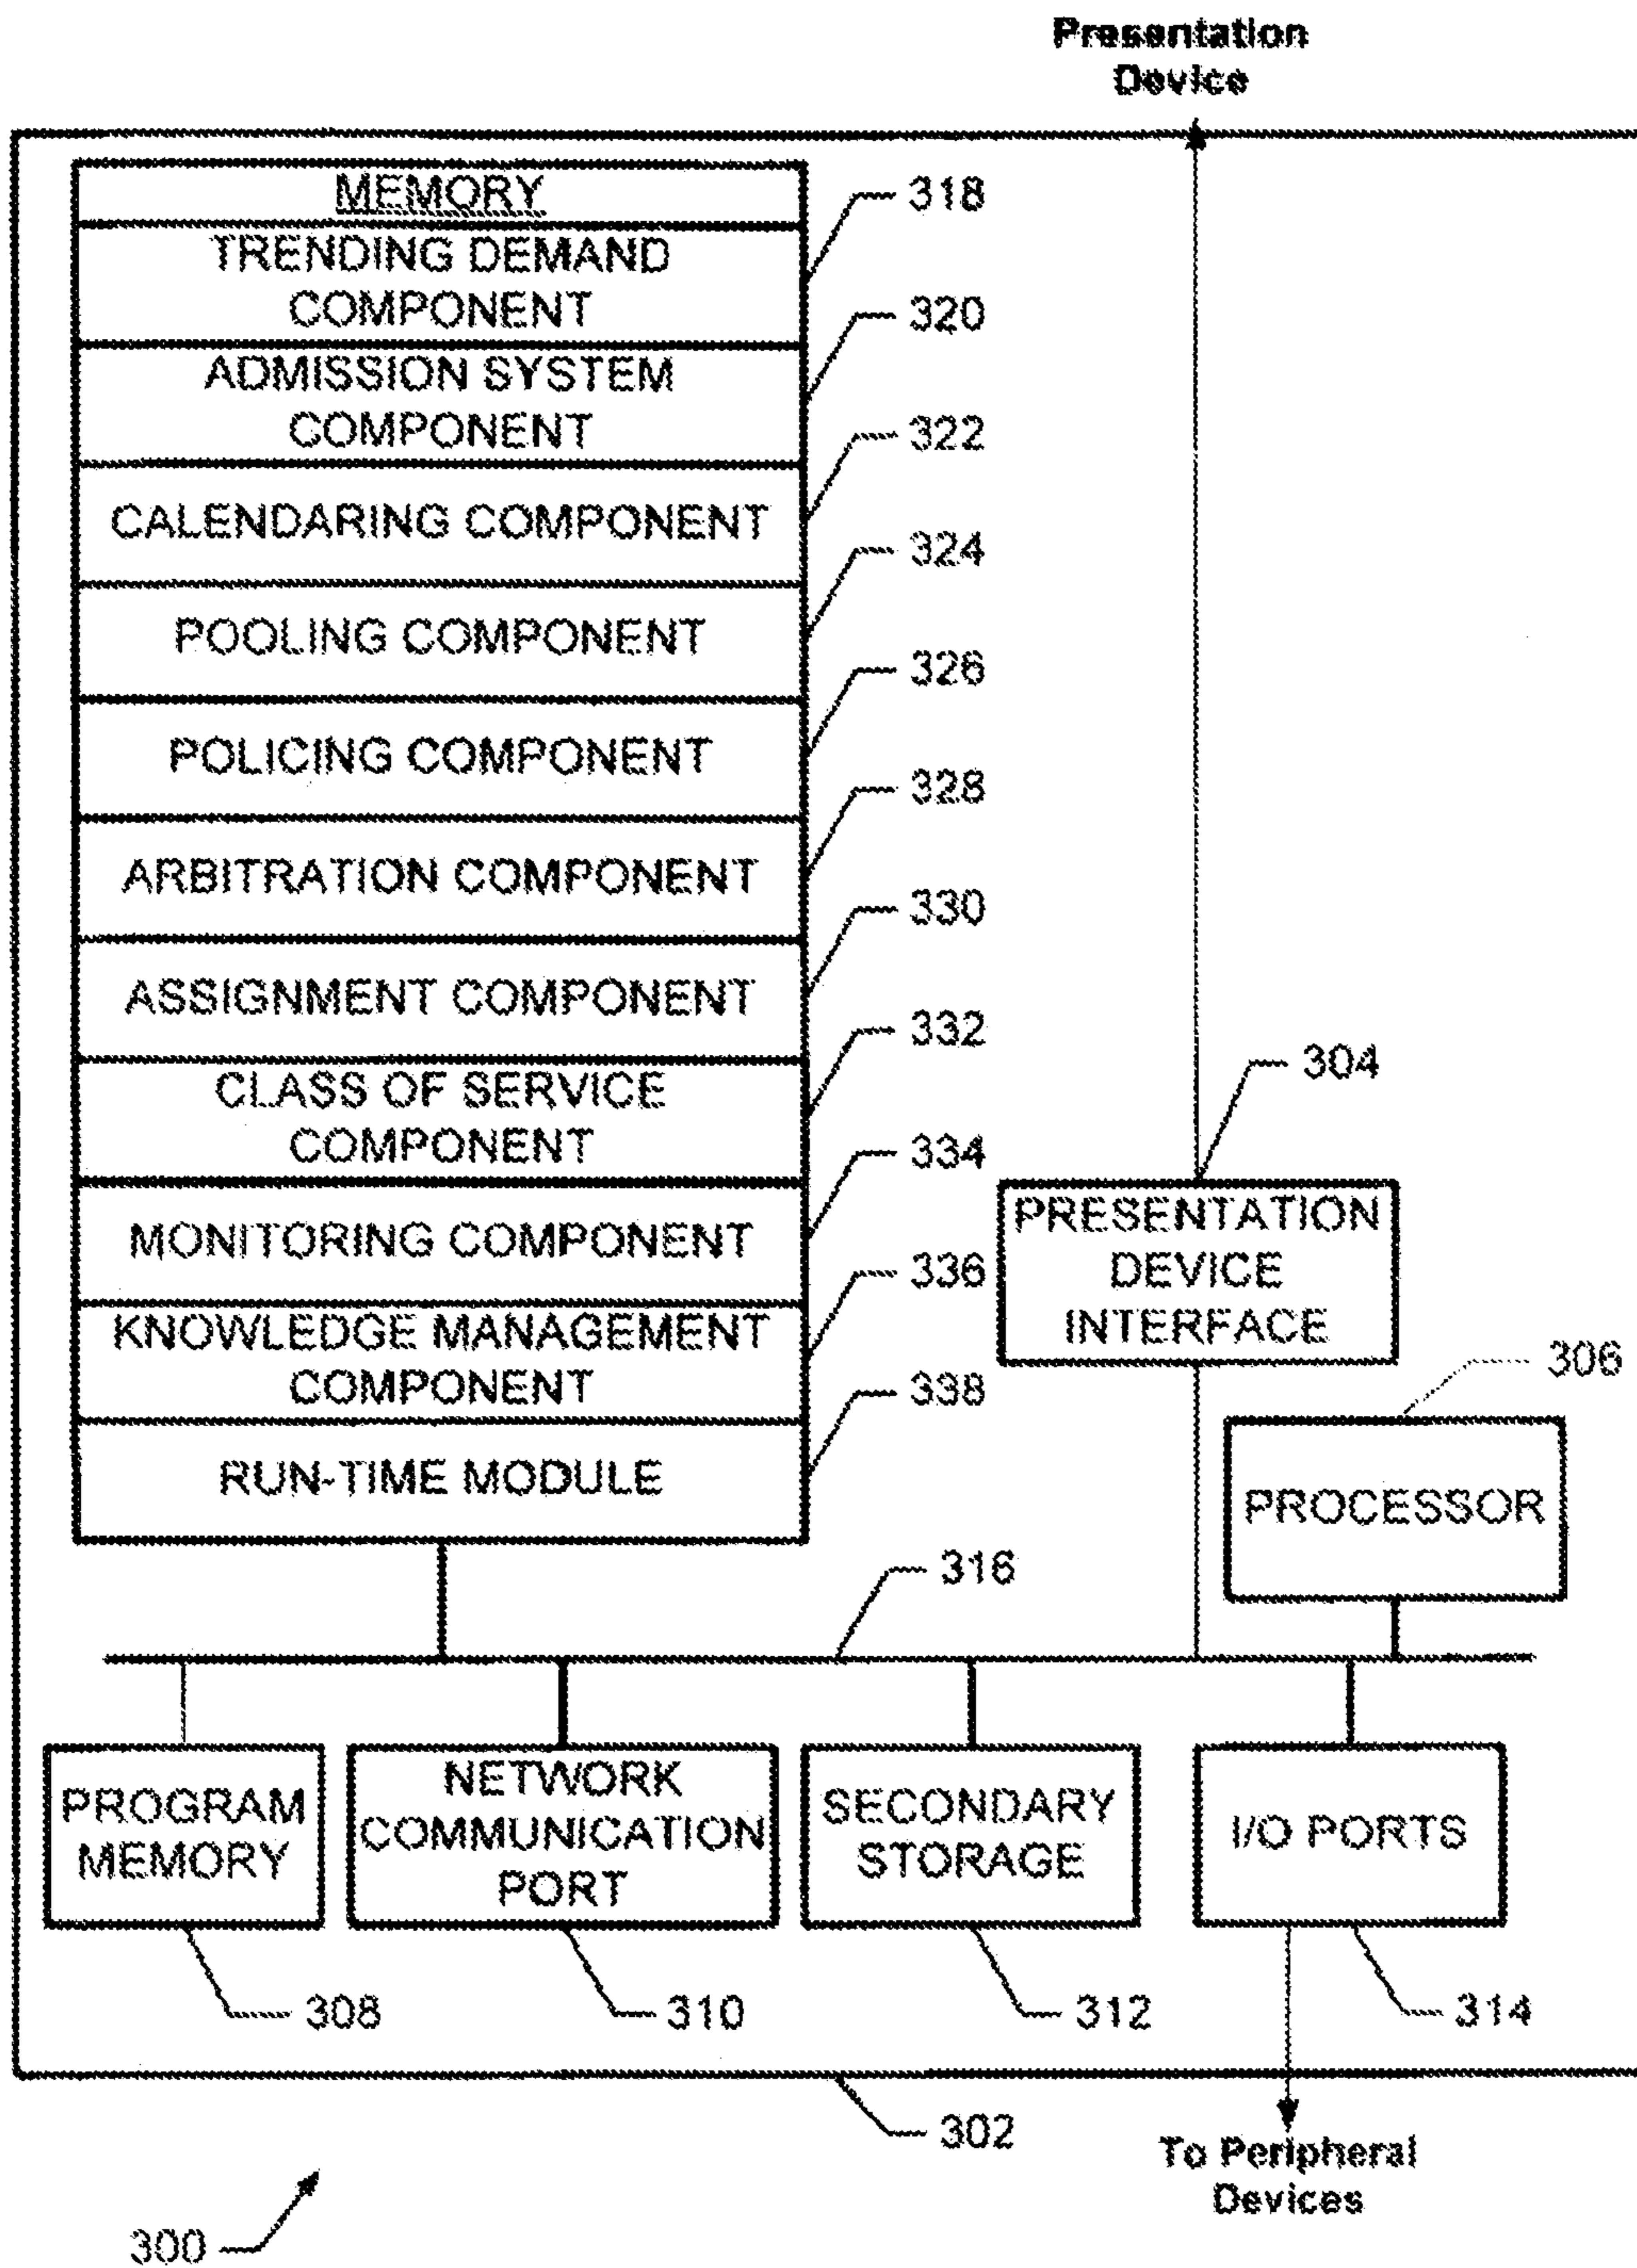 Presentation
Device
MEMORY
318
TRENDING DEMAND
COMPONENT
320
ADMISSION SYSTEM
COMPONENT
322
CALENDARING COMPONENT
324
POOLING COMPONENT
326
POLICING COMPONENT
328
ARBITRATION COMPONENT
330
ASSIGNMENT COMPONENT
332
CLASS OF SERVICE
COMPONENT
334
MONITORING COMPONENT
336
KNOWLEDGE MANAGEMENT
COMPONENT
338
RUN-TIME MODULE
304
PRESENTATION
DEVICE
INTERFACE
306
PROCESSOR
316
PROGRAM
MEMORY
NETWORK
COMMUNICATION
PORT
SECONDARY
STORAGE
I/O PORTS
308
310
312
314
302
To Peripheral
Devices
300